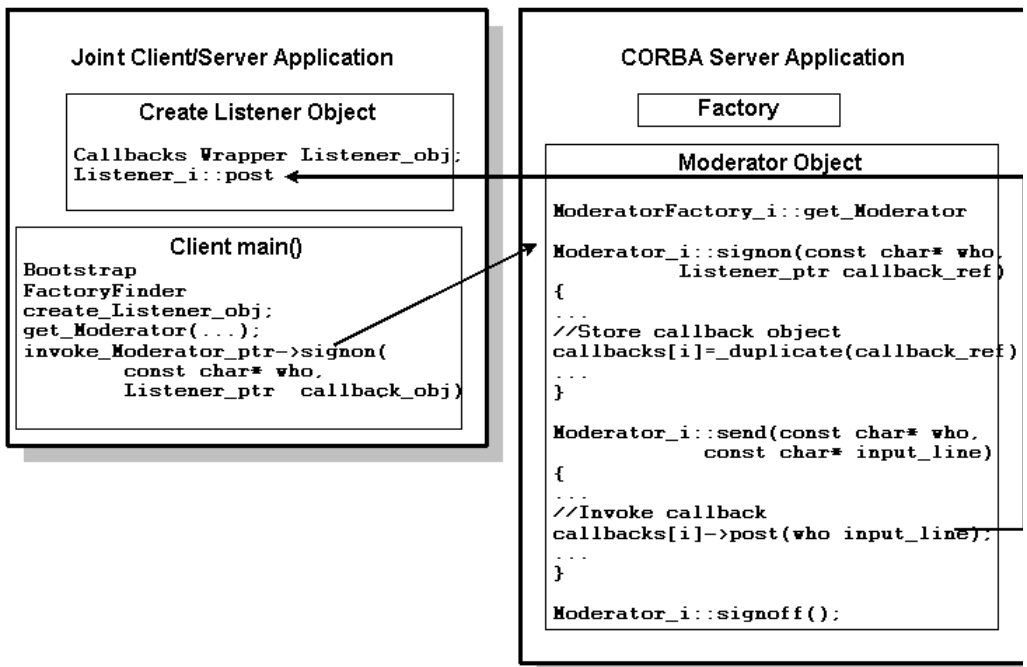 Joint Client/Server Application
Create Listener Object
Callbacks Wrapper Listener_obj;
Listener_i::post
Client main()
Bootstrap
FactoryFinder
create_Listener_obj;
get_Moderator(...);
invoke_Moderator_ptr->signon(
const char* who,
Listener_ptr callback_obj)
CORBA Server Application
Factory
Moderator Object
ModeratorFactory_i::get_Moderator
Moderator_i::signon(const char* who,
Listener_ptr callback_ref)
{
...
//Store callback object
callbacks[i]=_duplicate(callback_ref)
...
}
Moderator_i::send(const char* who,
const char* input_line)
{
...
//Invoke callback
callbacks[i]->post(who input_line);
...
}
Moderator_i::signoff();